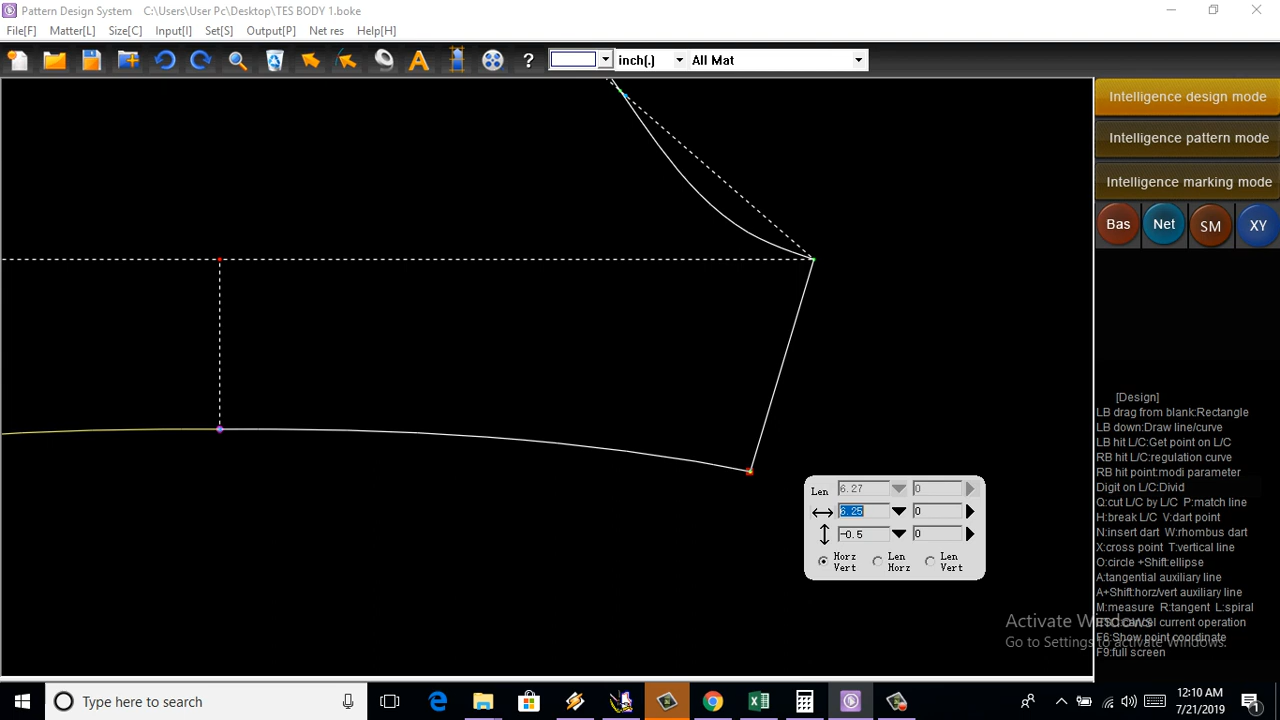 Pattern Design System C:\Users\User Pc\Desktop\TES BODY 1.boke
File[F] Matter[L] Size[C] Input[I] Set[S] Output[P] Net res Help[H]
A ? inch(.) All Mat
Intelligence design mode
Intelligence pattern mode
Intelligence marking mode
Bas Net SM XY
[Design]
LB drag from blank:Rectangle
LB down:Draw line/curve
LB hit L/C:Get point on L/C
RB hit L/C:regulation curve
RB hit point:modi parameter
Digit on L/C:Divid
Q:cut L/C by L/C P:match line
H:break L/C V:dart point
N:insert dart W:rhombus dart
X:cross point T:vertical line
O:circle +Shift:ellipse
A:tangential auxiliary line
A+Shift:horz/vert auxiliary line
M:measure R:tangent L:spiral
current operation
F6:Show point coordinate
F9:full screen
Len 6.27 0
6.25 0
-0.5 0
Horz Vert
Len Horz
Len Vert
Activate Windows
Go to Settings to activate Windows.
Type here to search
12:10 AM
7/21/2019
1